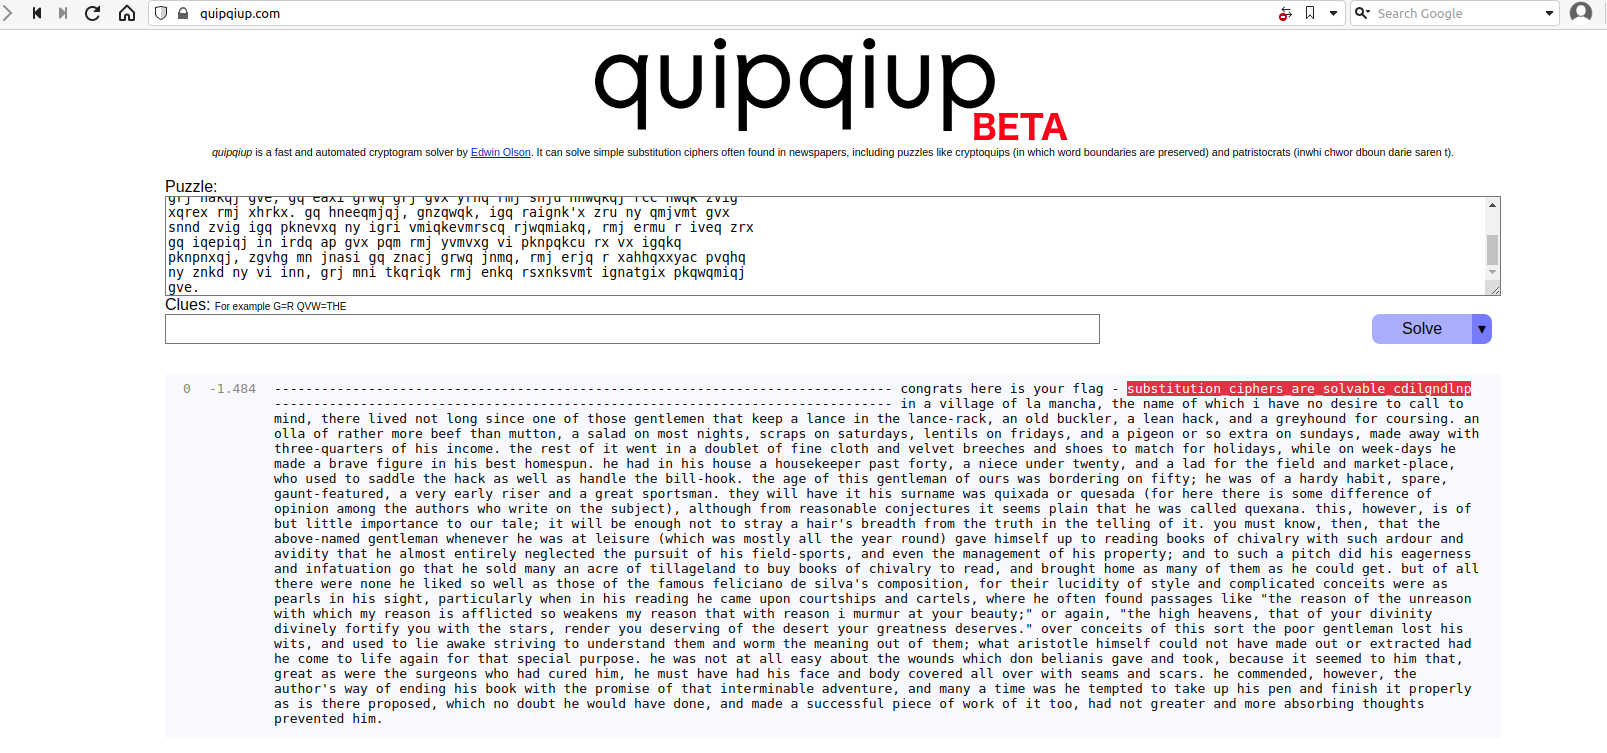 quipqiup.com
Search Google
quipqiup
BETA
quipqiup is a fast and automated cryptogram solver by Edwin Olson. It can solve simple substitution ciphers often found in newspapers, including puzzles like cryptoquips (in which word boundaries are preserved) and patristocrats (inwhi chwor dboun darie saren t).
Puzzle:
xqrex rmj xhrkx. gq hneeqmjqj, gnzqwqk, igq raignk'x zru ny qmjvmt gvx
snnd zvig igq pknevxq ny igri vmiqkevmrscq rjwqmiakq, rmj ermu r iveq zrx
gq iqepiqj in irdq ap gvx pqm rmj yvmvxg vi pknpqkcu rx vx igqkq
pknpnxqj, zgvhg mn jnasi gq znacj grwq jnmq, rmj erjq r xahhqxxyac pvqhq
ny znkd ny vi inn, grj mni tkqriqk rmj enkq rsxnksvmt ignatgix pkqwqmiqj
gve.
Clues: For example G=R QVW=THE
Solve ▼
0 -1.484 ------------------------------------------------------------------------------- congrats here is your flag - substitution_ciphers_are_solvable_cdilgndlnp
------------------------------------------------------------------------------- in a village of la mancha, the name of which i have no desire to call to
mind, there lived not long since one of those gentlemen that keep a lance in the lance-rack, an old buckler, a lean hack, and a greyhound for coursing. an
olla of rather more beef than mutton, a salad on most nights, scraps on saturdays, lentils on fridays, and a pigeon or so extra on sundays, made away with
three-quarters of his income. the rest of it went in a doublet of fine cloth and velvet breeches and shoes to match for holidays, while on week-days he
made a brave figure in his best homespun. he had in his house a housekeeper past forty, a niece under twenty, and a lad for the field and market-place,
who used to saddle the hack as well as handle the bill-hook. the age of this gentleman of ours was bordering on fifty; he was of a hardy habit, spare,
gaunt-featured, a very early riser and a great sportsman. they will have it his surname was quixada or quesada (for here there is some difference of
opinion among the authors who write on the subject), although from reasonable conjectures it seems plain that he was called quexana. this, however, is of
but little importance to our tale; it will be enough not to stray a hair's breadth from the truth in the telling of it. you must know, then, that the
above-named gentleman whenever he was at leisure (which was mostly all the year round) gave himself up to reading books of chivalry with such ardour and
avidity that he almost entirely neglected the pursuit of his field-sports, and even the management of his property; and to such a pitch did his eagerness
and infatuation go that he sold many an acre of tillageland to buy books of chivalry to read, and brought home as many of them as he could get. but of all
there were none he liked so well as those of the famous feliciano de silva's composition, for their lucidity of style and complicated conceits were as
pearls in his sight, particularly when in his reading he came upon courtships and cartels, where he often found passages like "the reason of the unreason
with which my reason is afflicted so weakens my reason that with reason i murmur at your beauty;" or again, "the high heavens, that of your divinity
divinely fortify you with the stars, render you deserving of the desert your greatness deserves." over conceits of this sort the poor gentleman lost his
wits, and used to lie awake striving to understand them and worm the meaning out of them; what aristotle himself could not have made out or extracted had
he come to life again for that special purpose. he was not at all easy about the wounds which don belianis gave and took, because it seemed to him that,
great as were the surgeons who had cured him, he must have had his face and body covered all over with seams and scars. he commended, however, the
author's way of ending his book with the promise of that interminable adventure, and many a time was he tempted to take up his pen and finish it properly
as is there proposed, which no doubt he would have done, and made a successful piece of work of it too, had not greater and more absorbing thoughts
prevented him.